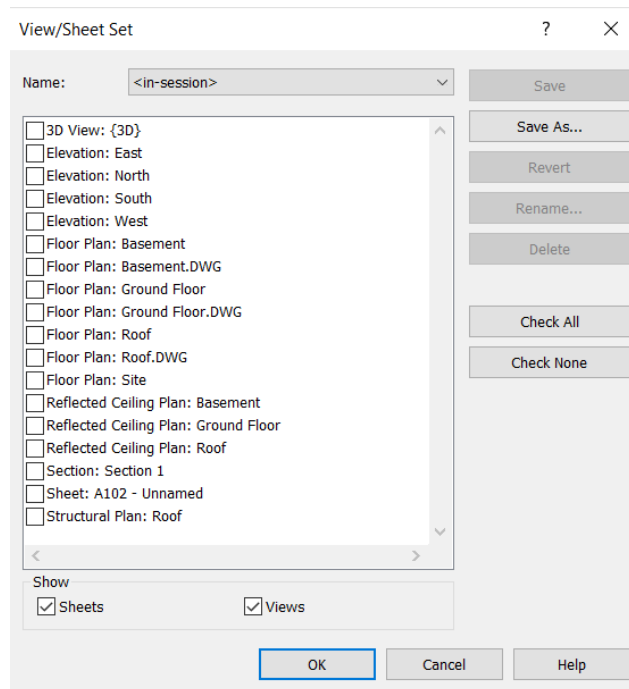 View/Sheet Set ?
Name: <in-session> Save
Save As...
Revert
Rename...
Delete
Check All
Check None
3D View: {3D}
Elevation: East
Elevation: North
Elevation: South
Elevation: West
Floor Plan: Basement
Floor Plan: Basement.DWG
Floor Plan: Ground Floor
Floor Plan: Ground Floor.DWG
Floor Plan: Roof
Floor Plan: Roof.DWG
Floor Plan: Site
Reflected Ceiling Plan: Basement
Reflected Ceiling Plan: Ground Floor
Reflected Ceiling Plan: Roof
Section: Section 1
Sheet: A102 - Unnamed
Structural Plan: Roof
Show
Sheets Views
OK Cancel Help